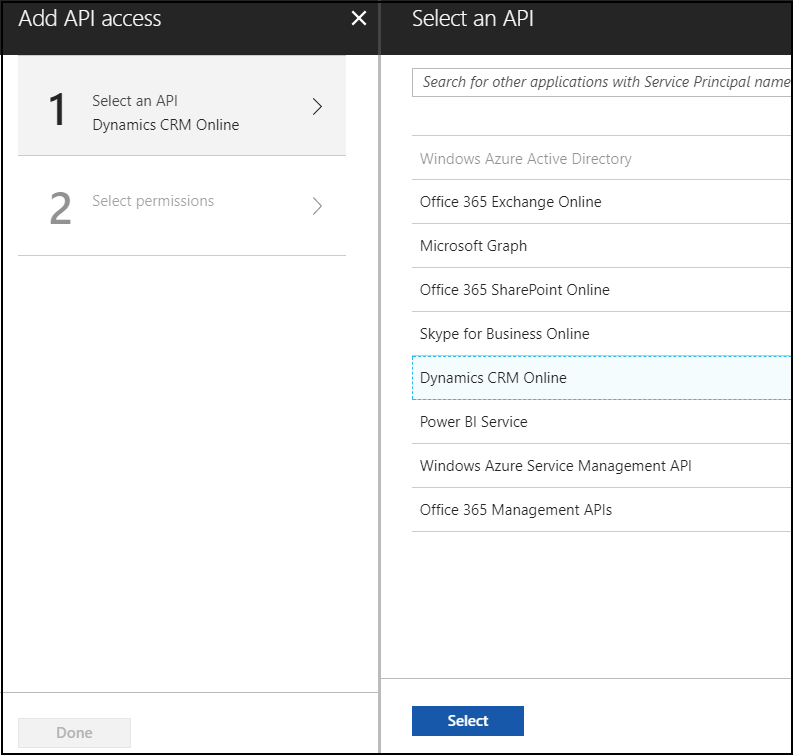 Add API access
1
Select an API
Dynamics CRM Online
2
Select permissions
Done
Select an API
Search for other applications with Service Principal name
Windows Azure Active Directory
Office 365 Exchange Online
Microsoft Graph
Office 365 SharePoint Online
Skype for Business Online
Dynamics CRM Online
Power BI Service
Windows Azure Service Management API
Office 365 Management APIs
Select